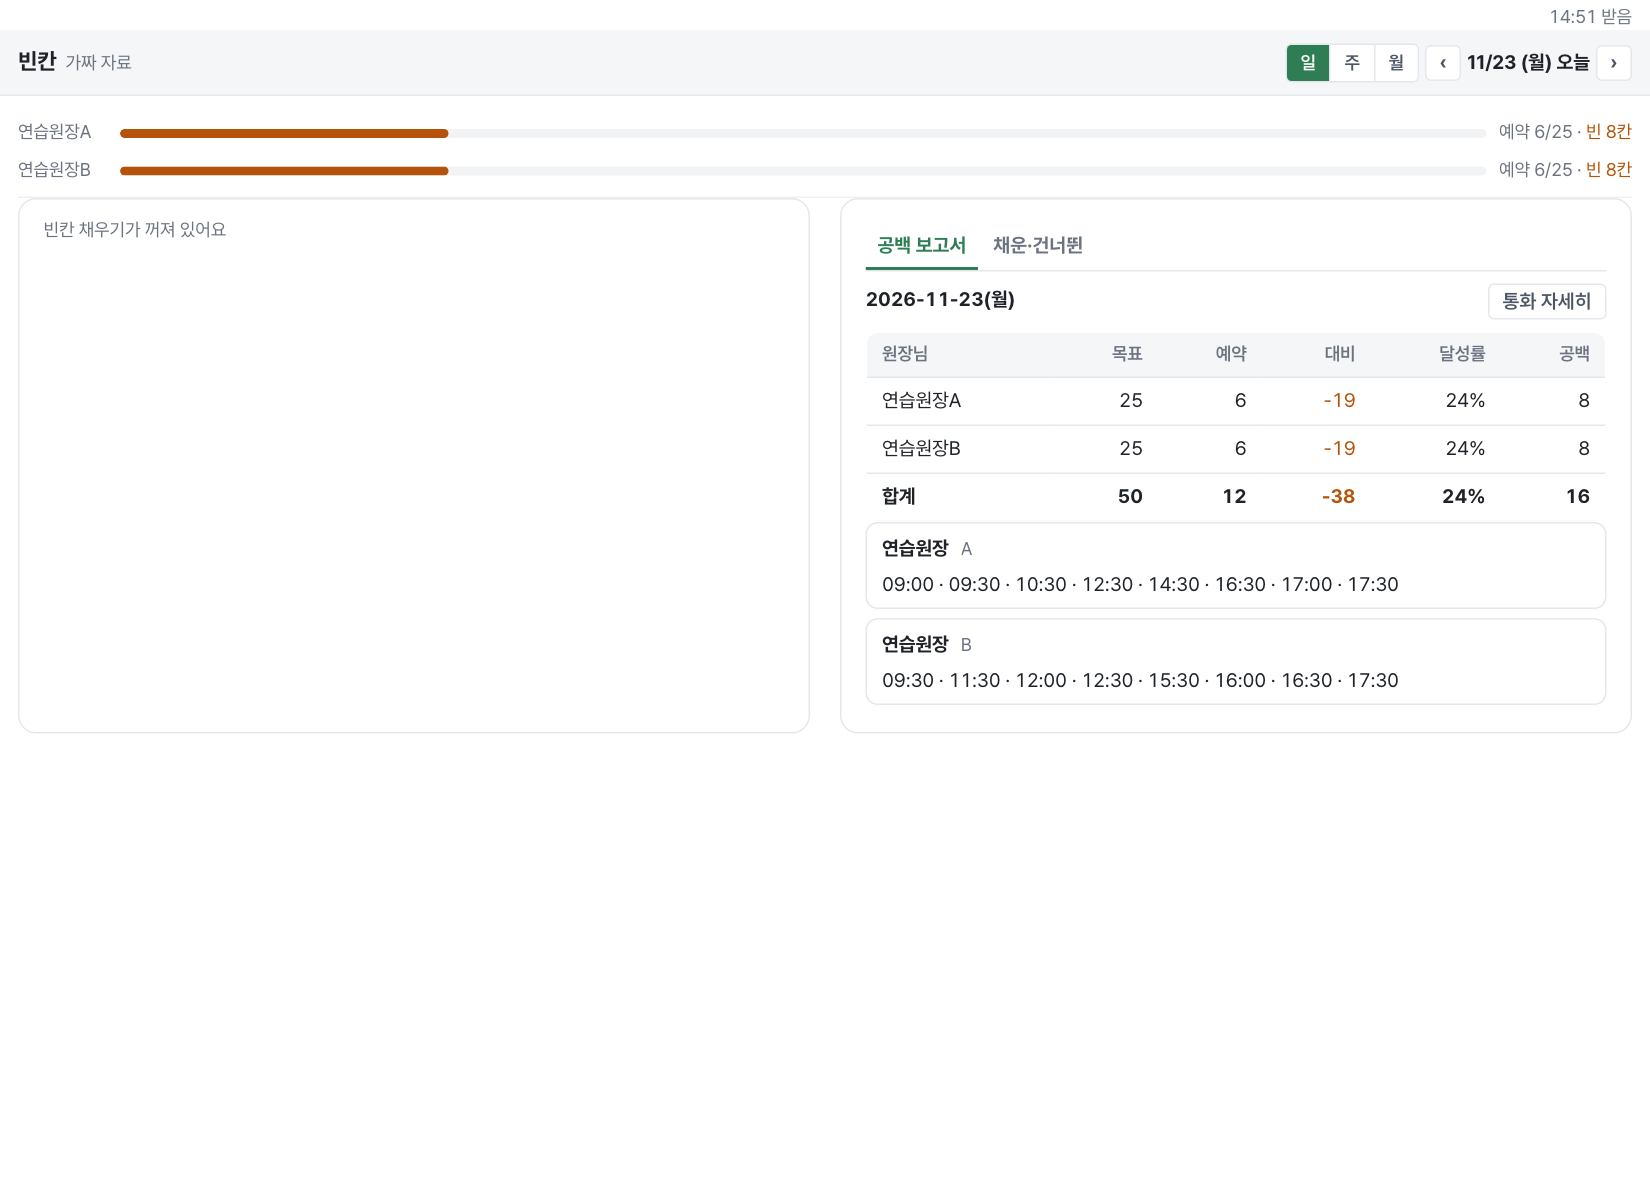 14:51 받음
빈칸 가짜 자료
일 주 월 ‹ 11/23 (월) 오늘 ›
연습원장A 예약 6/25 · 빈 8칸
연습원장B 예약 6/25 · 빈 8칸
빈칸 채우기가 꺼져 있어요
공백 보고서 채운·건너뛴
2026-11-23(월) 통화 자세히
원장님 목표 예약 대비 달성률 공백
연습원장A 25 6 -19 24% 8
연습원장B 25 6 -19 24% 8
합계 50 12 -38 24% 16
연습원장 A
09:00 · 09:30 · 10:30 · 12:30 · 14:30 · 16:30 · 17:00 · 17:30
연습원장 B
09:30 · 11:30 · 12:00 · 12:30 · 15:30 · 16:00 · 16:30 · 17:30